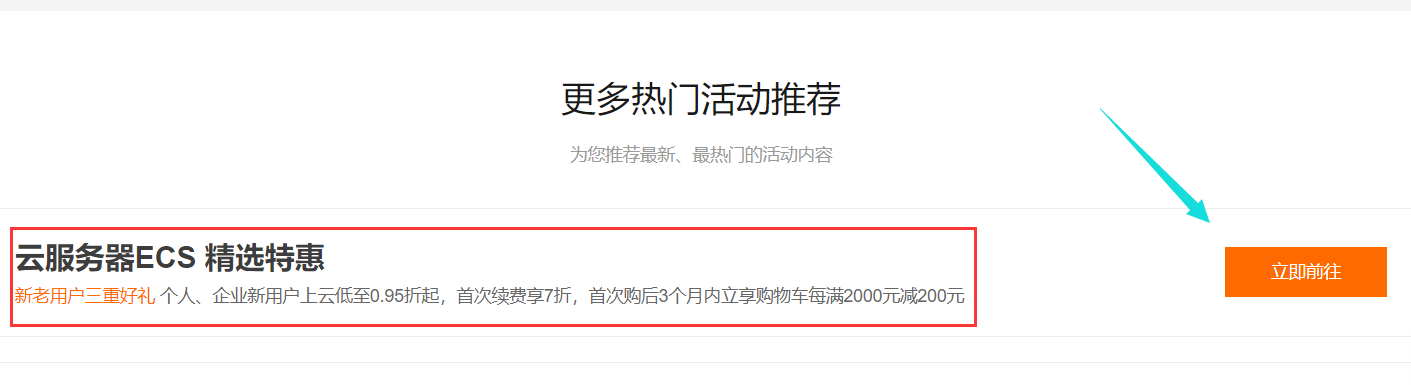 更多热门活动推荐
为您推荐最新、最热门的活动内容
云服务器ECS 精选特惠
新老用户三重好礼 个人、企业新用户上云低至0.95折起，首次续费享7折，首次购后3个月内立享购物车每满2000元减200元
立即前往